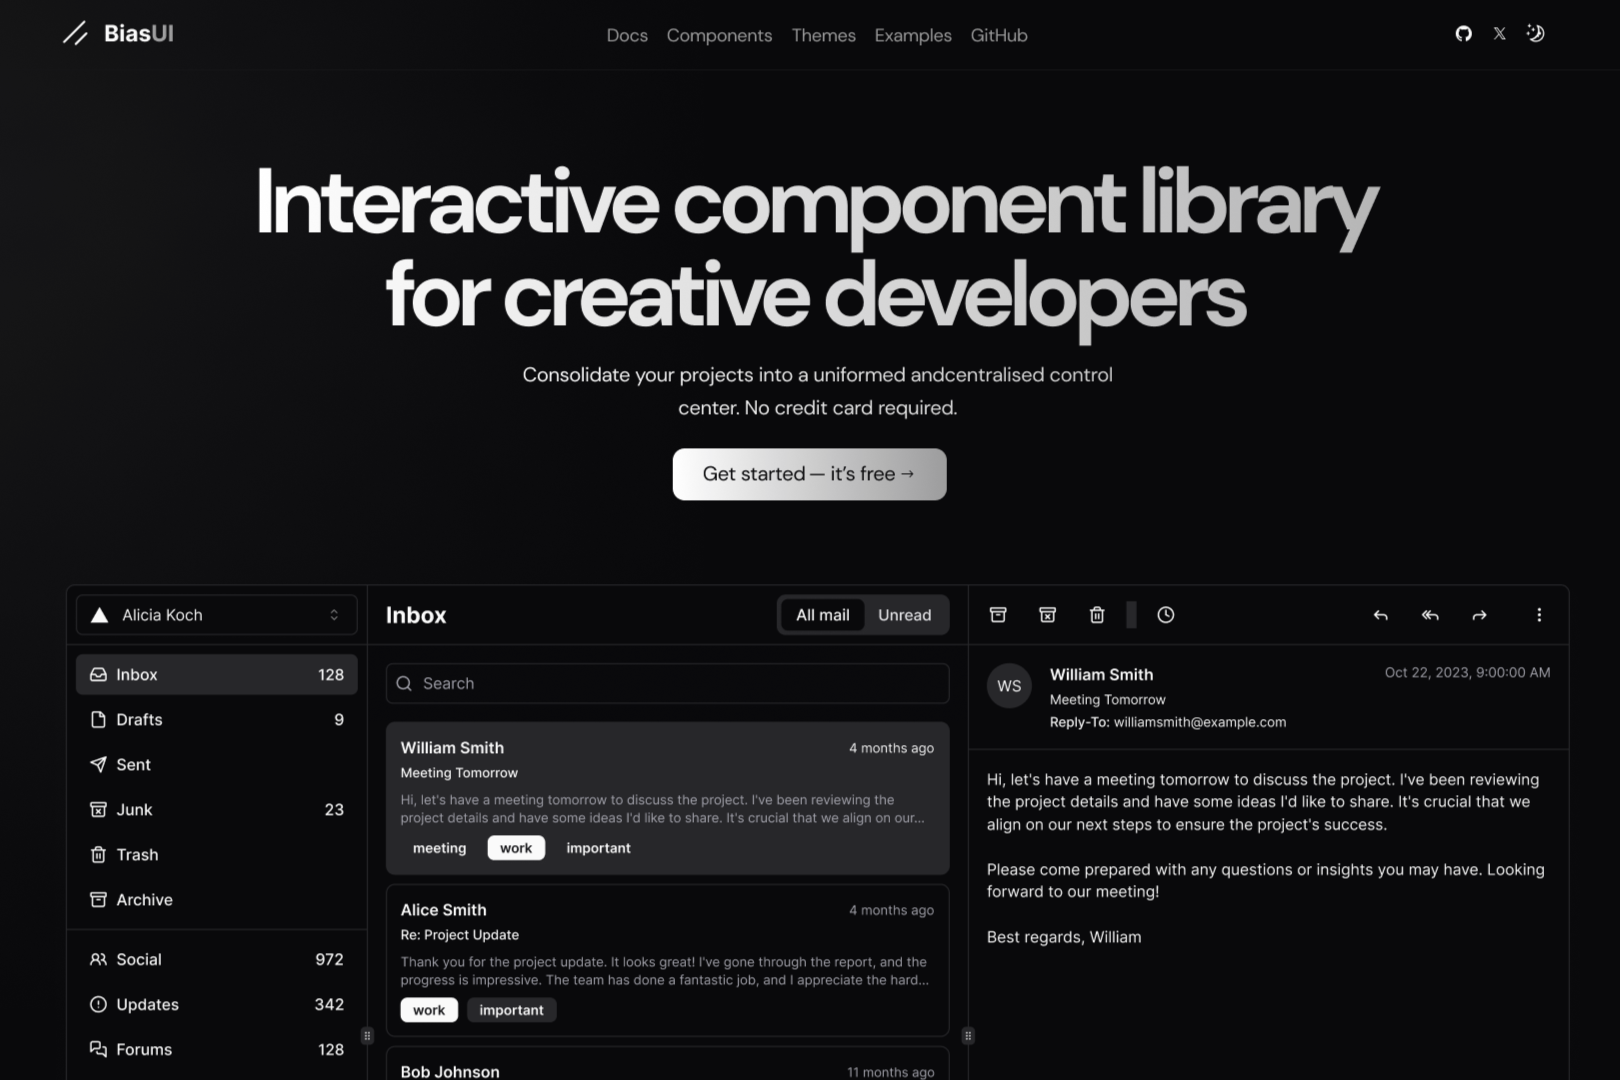 BiasUI
Docs Components Themes Examples GitHub
Interactive component library
for creative developers
Consolidate your projects into a uniformed andcentralised control
center. No credit card required.
Get started — it's free →
Alicia Koch
Inbox 128
Drafts 9
Sent
Junk 23
Trash
Archive
Social 972
Updates 342
Forums 128
Inbox
All mail Unread
Search
William Smith 4 months ago
Meeting Tomorrow
Hi, let's have a meeting tomorrow to discuss the project. I've been reviewing the
project details and have some ideas I'd like to share. It's crucial that we align on our...
meeting work important
Alice Smith 4 months ago
Re: Project Update
Thank you for the project update. It looks great! I've gone through the report, and the
progress is impressive. The team has done a fantastic job, and I appreciate the hard...
work important
Bob Johnson 11 months ago
WS
William Smith Oct 22, 2023, 9:00:00 AM
Meeting Tomorrow
Reply-To: williamsmith@example.com
Hi, let's have a meeting tomorrow to discuss the project. I've been reviewing
the project details and have some ideas I'd like to share. It's crucial that we
align on our next steps to ensure the project's success.
Please come prepared with any questions or insights you may have. Looking
forward to our meeting!
Best regards, William